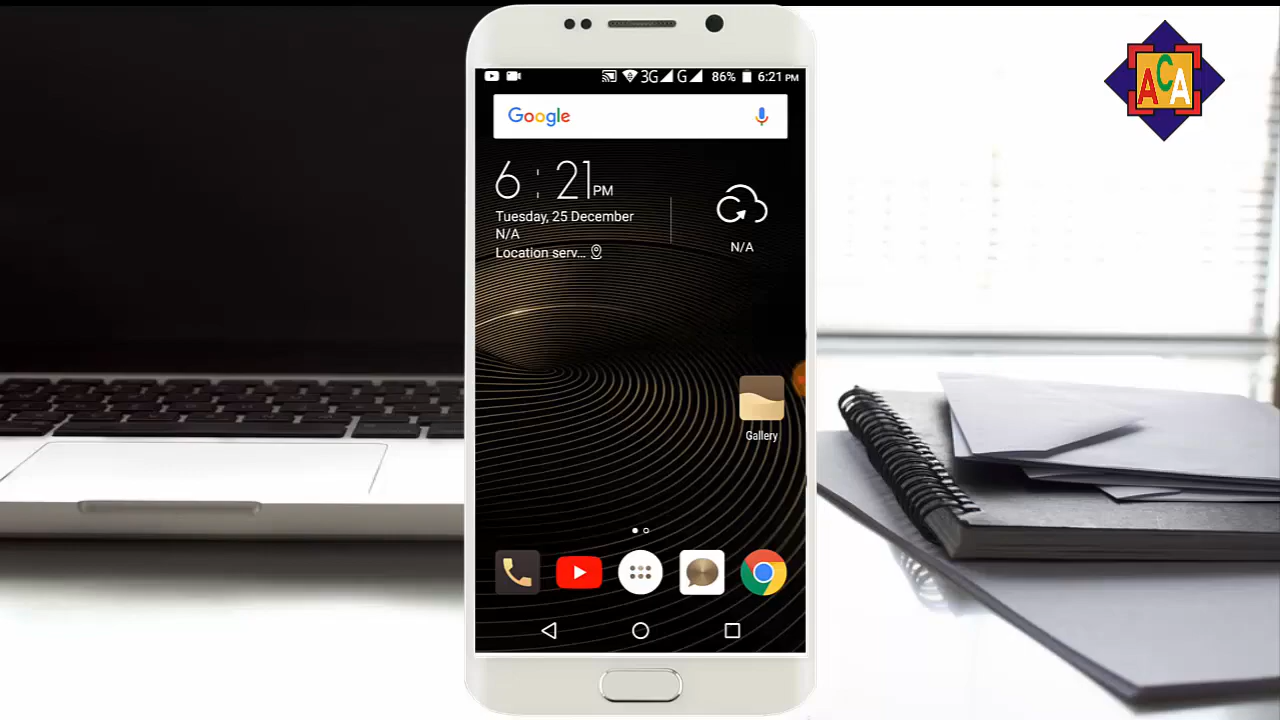 ACA
3G G 86% 6:21 PM
Google
6 : 21 PM
Tuesday, 25 December
N/A
Location serv...
N/A
Gallery